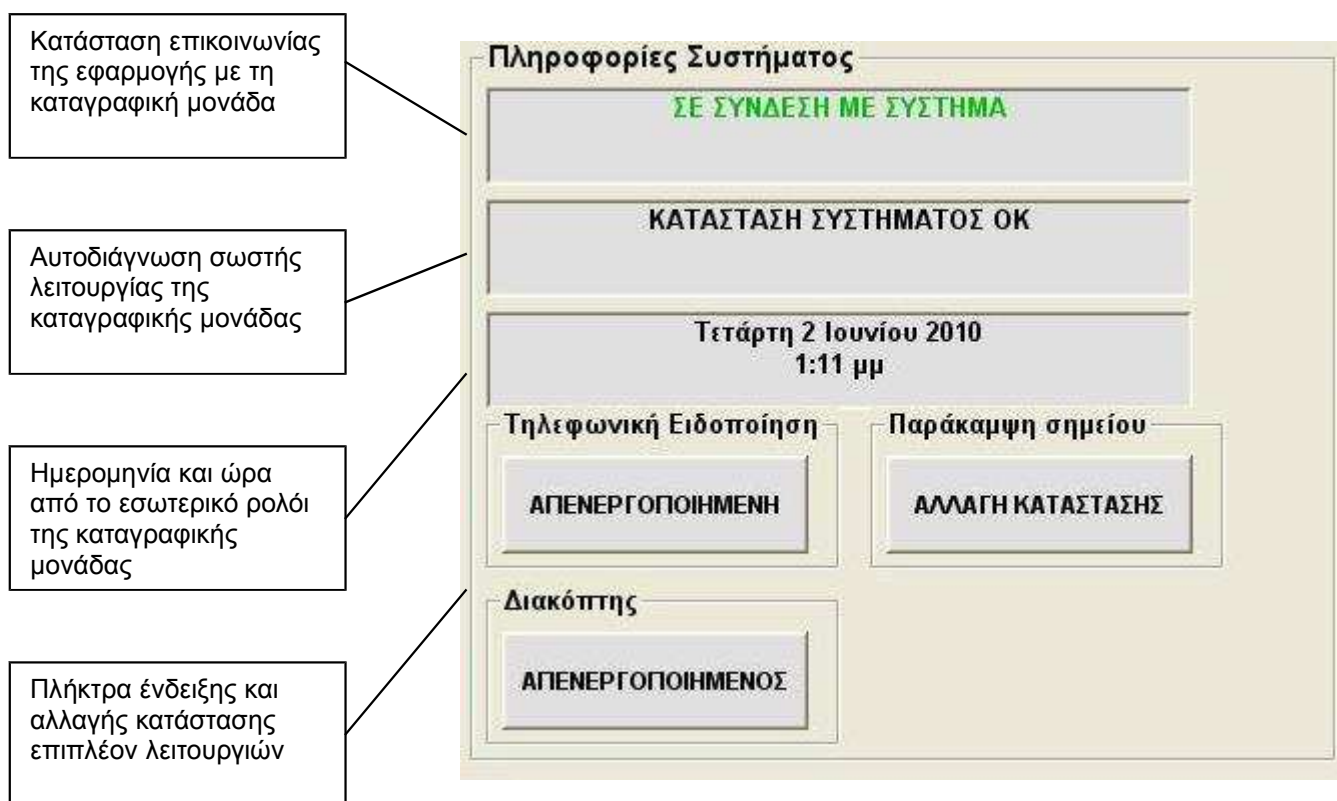 Κατάσταση επικοινωνίας
της εφαρμογής με τη
καταγραφική μονάδα
Αυτοδιάγνωση σωστής
λειτουργίας της
καταγραφικής μονάδας
Ημερομηνία και ώρα
από το εσωτερικό ρολόι
της καταγραφικής
μονάδας
Πλήκτρα ένδειξης και
αλλαγής κατάστασης
επιπλέον λειτουργιών
Πληροφορίες Συστήματος
ΣΕ ΣΥΝΔΕΣΗ ΜΕ ΣΥΣΤΗΜΑ
ΚΑΤΑΣΤΑΣΗ ΣΥΣΤΗΜΑΤΟΣ ΟΚ
Τετάρτη 2 Ιουνίου 2010
1:11 μμ
Τηλεφωνική Ειδοποίηση
ΑΠΕΝΕΡΓΟΠΟΙΗΜΕΝΗ
Παράκαμψη σημείου
ΑΛΛΑΓΗ ΚΑΤΑΣΤΑΣΗΣ
Διακόπτης
ΑΠΕΝΕΡΓΟΠΟΙΗΜΕΝΟΣ